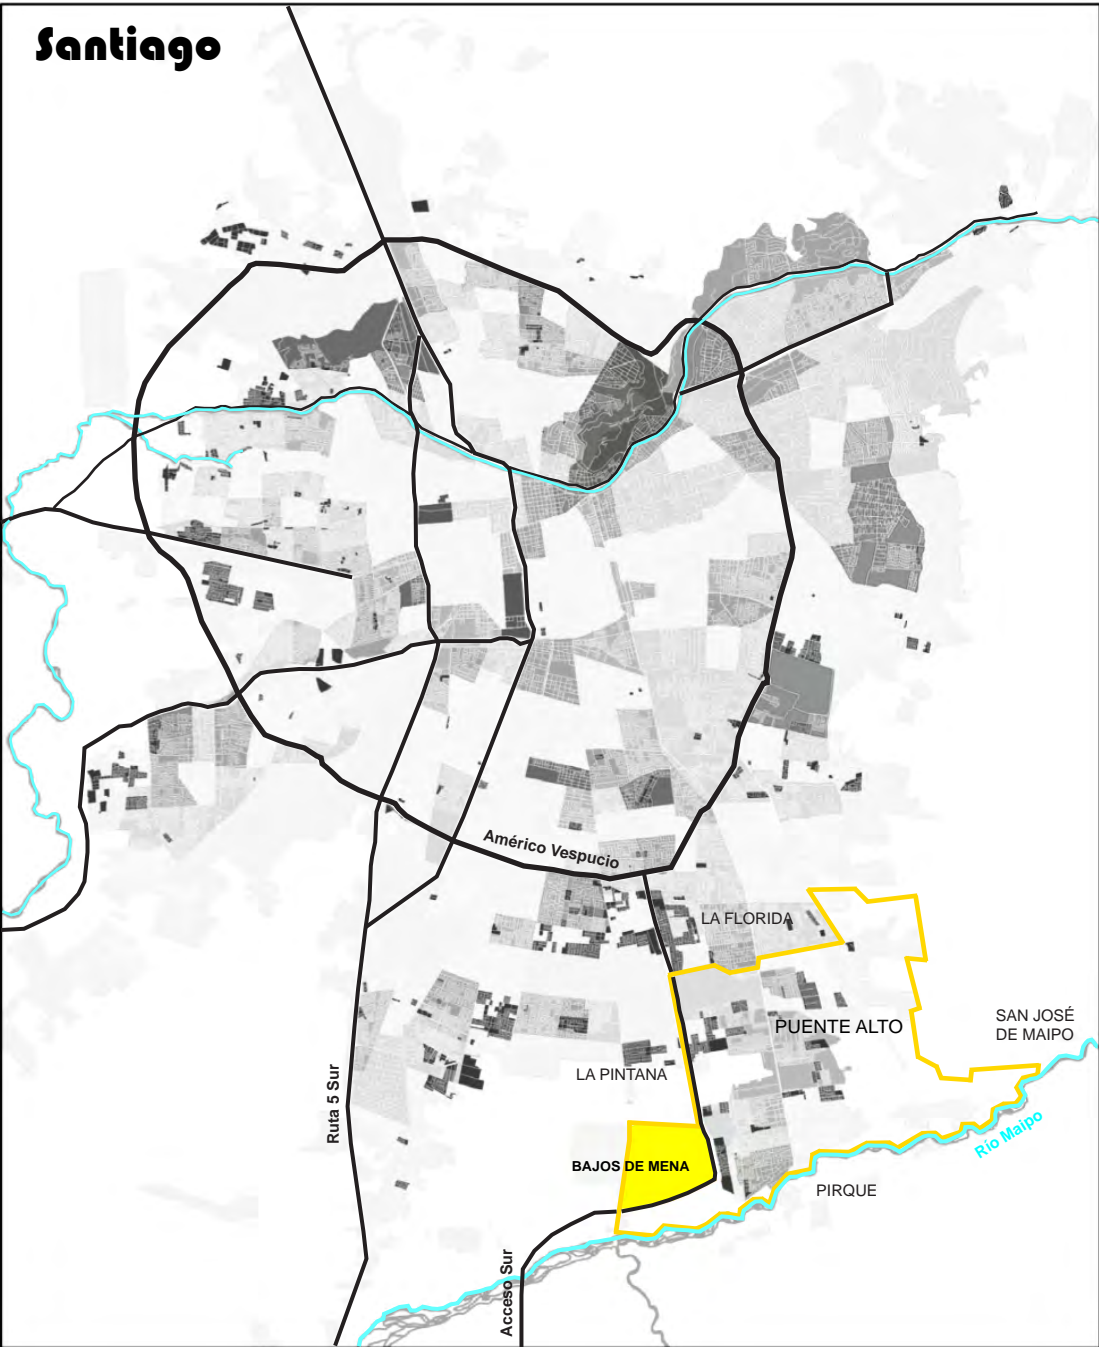 Santiago
Américo Vespucio
LA FLORIDA
PUENTE ALTO
SAN JOSÉ
DE MAIPO
LA PINTANA
Ruta 5 Sur
Río Maipo
BAJOS DE MENA
PIRQUE
Acceso Sur